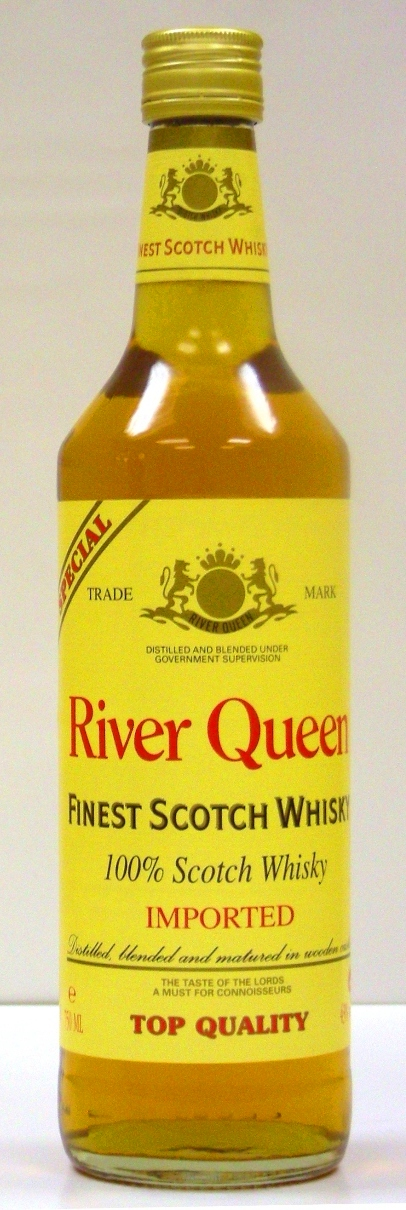 FINEST SCOTCH WHISKY
SPECIAL
TRADE MARK
RIVER QUEEN
DISTILLED AND BLENDED UNDER
GOVERNMENT SUPERVISION
River Queen
FINEST SCOTCH WHISKY
100% Scotch Whisky
IMPORTED
Distilled, blended and matured in wooden
THE TASTE OF THE LORDS
A MUST FOR CONNOISSEURS
e
ML
TOP QUALITY